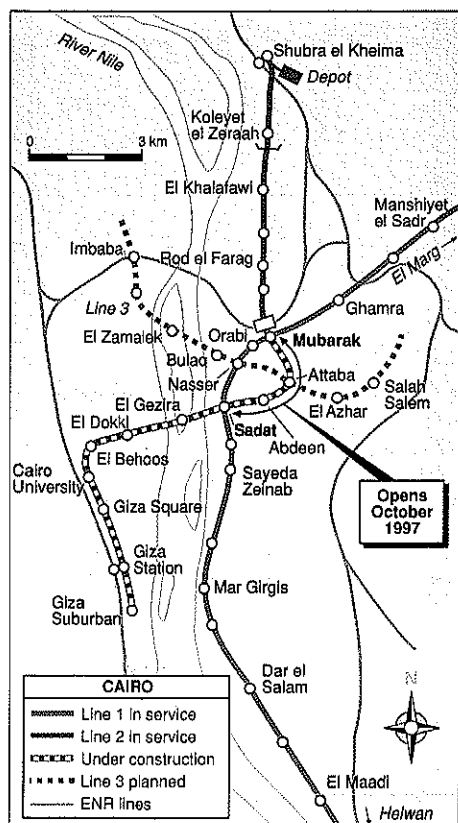 River Nile
Shubra el Kheima
Depot
Koleyet
el Zeraah
0 3 km
El Khalafawi
Manshiyet
el Sadr
Imbaba
Rod el Farag
El Marg
Line 3
Ghamra
El Zamalek
Orabi
Mubarak
Bulaq
Nasser
Attaba
Salah
Salem
El Gezira
El Azhar
El Dokki
Sadat
Abdeen
El Behoos
Cairo
University
Sayeda
Zeinab
Opens
October
1997
Giza Square
Giza
Station
Mar Girgis
Giza
Suburban
Dar el
Salam
N
CAIRO
Line 1 in service
Line 2 in service
Under construction
Line 3 planned
ENR lines
El Maadi
Helwan